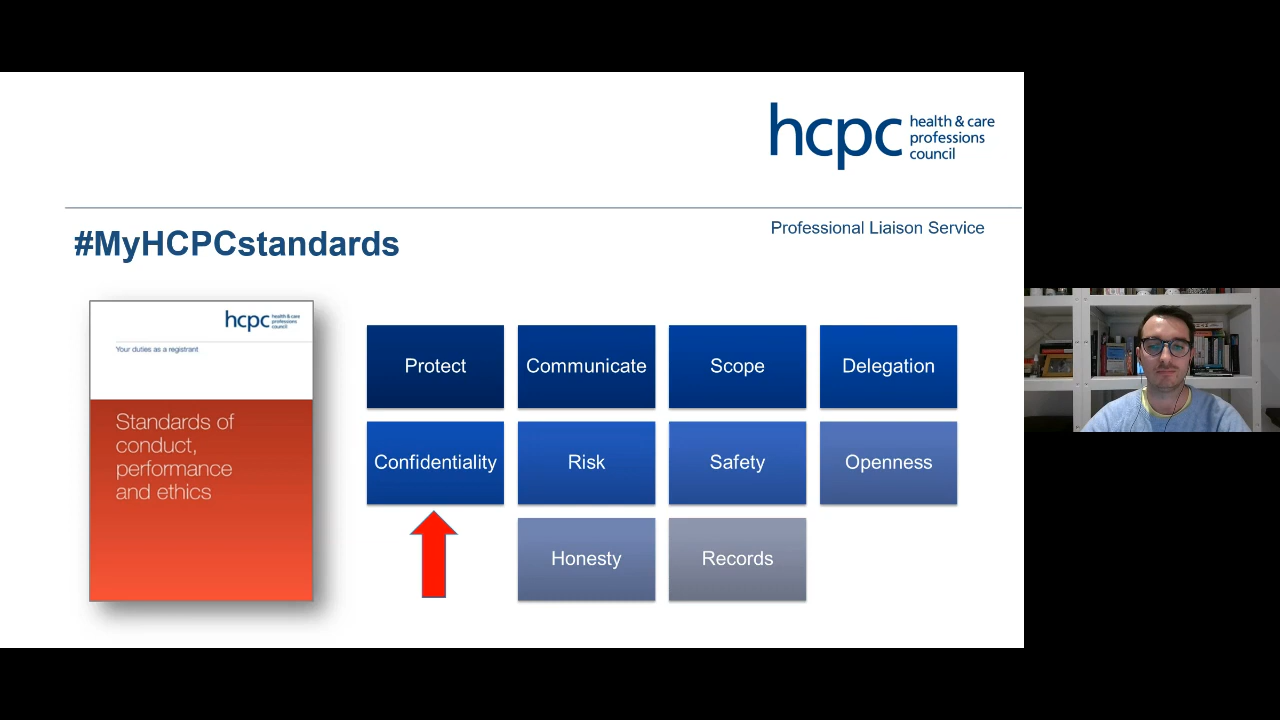 hcpc health & care
professions
council
Professional Liaison Service
#MyHCPCstandards
hcpc health & care
professions
council
Your duties as a registrant
Standards of
conduct,
performance
and ethics
Protect
Communicate
Scope
Delegation
Confidentiality
Risk
Safety
Openness
Honesty
Records